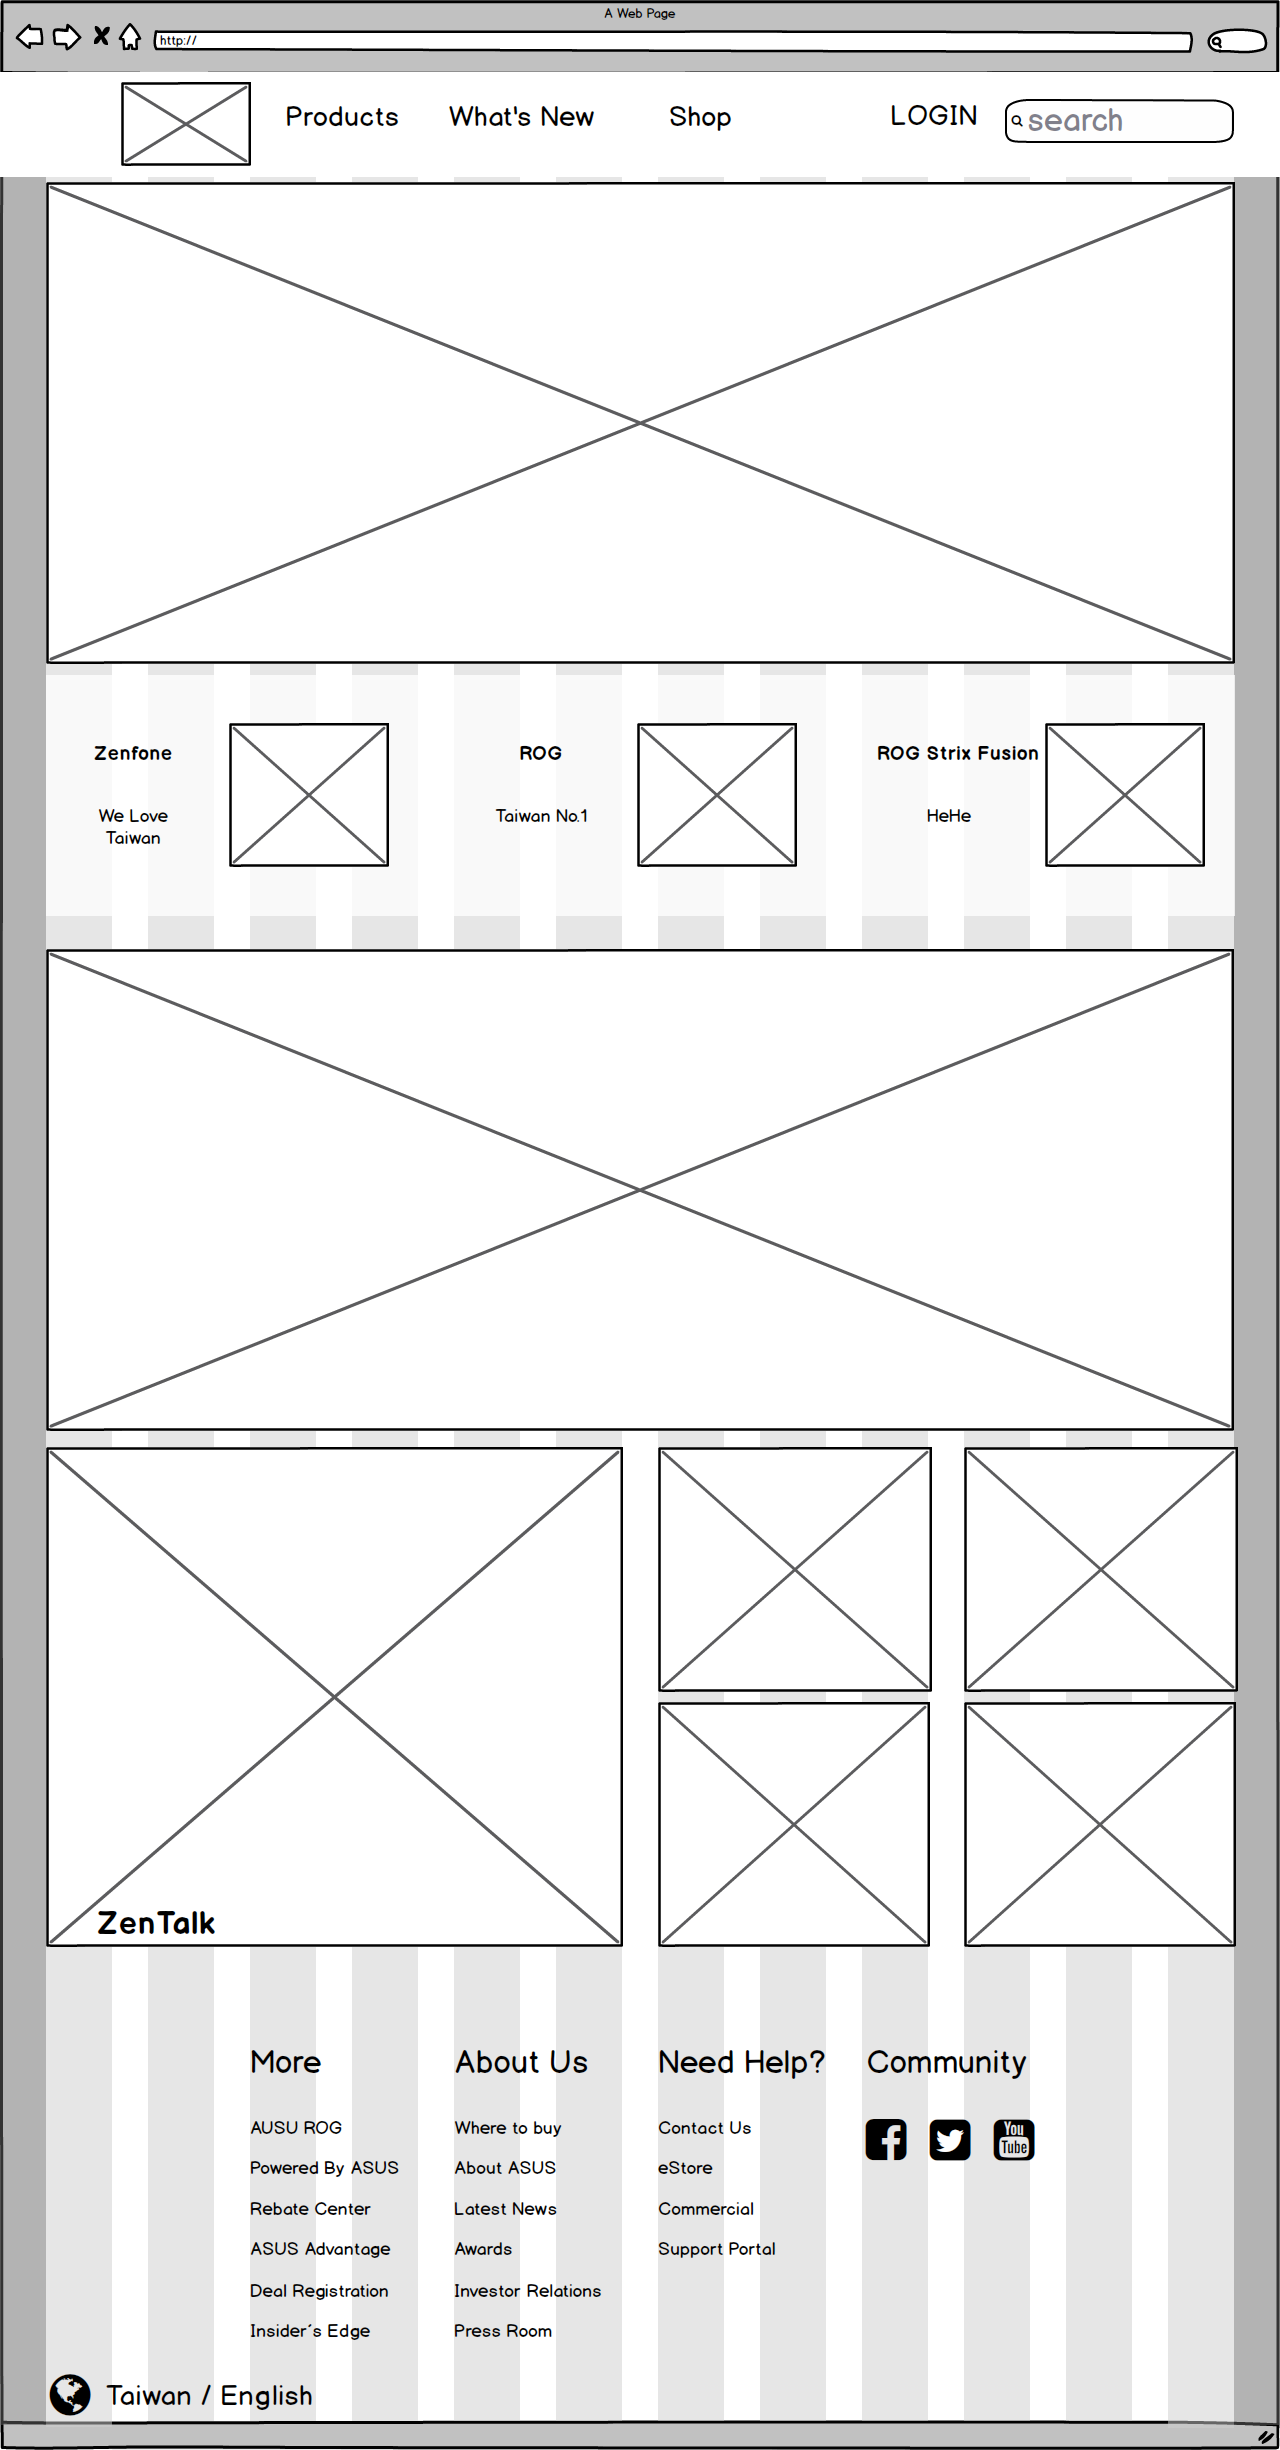 A Web Page
http://
Products What's New Shop LOGIN search
Zenfone
We Love
Taiwan
ROG
Taiwan No.1
ROG Strix Fusion
HeHe
ZenTalk
More
AUSU ROG
Powered By ASUS
Rebate Center
ASUS Advantage
Deal Registration
Insider´s Edge
About Us
Where to buy
About ASUS
Latest News
Awards
Investor Relations
Press Room
Need Help?
Contact Us
eStore
Commercial
Support Portal
Community
You
Tube
Taiwan / English